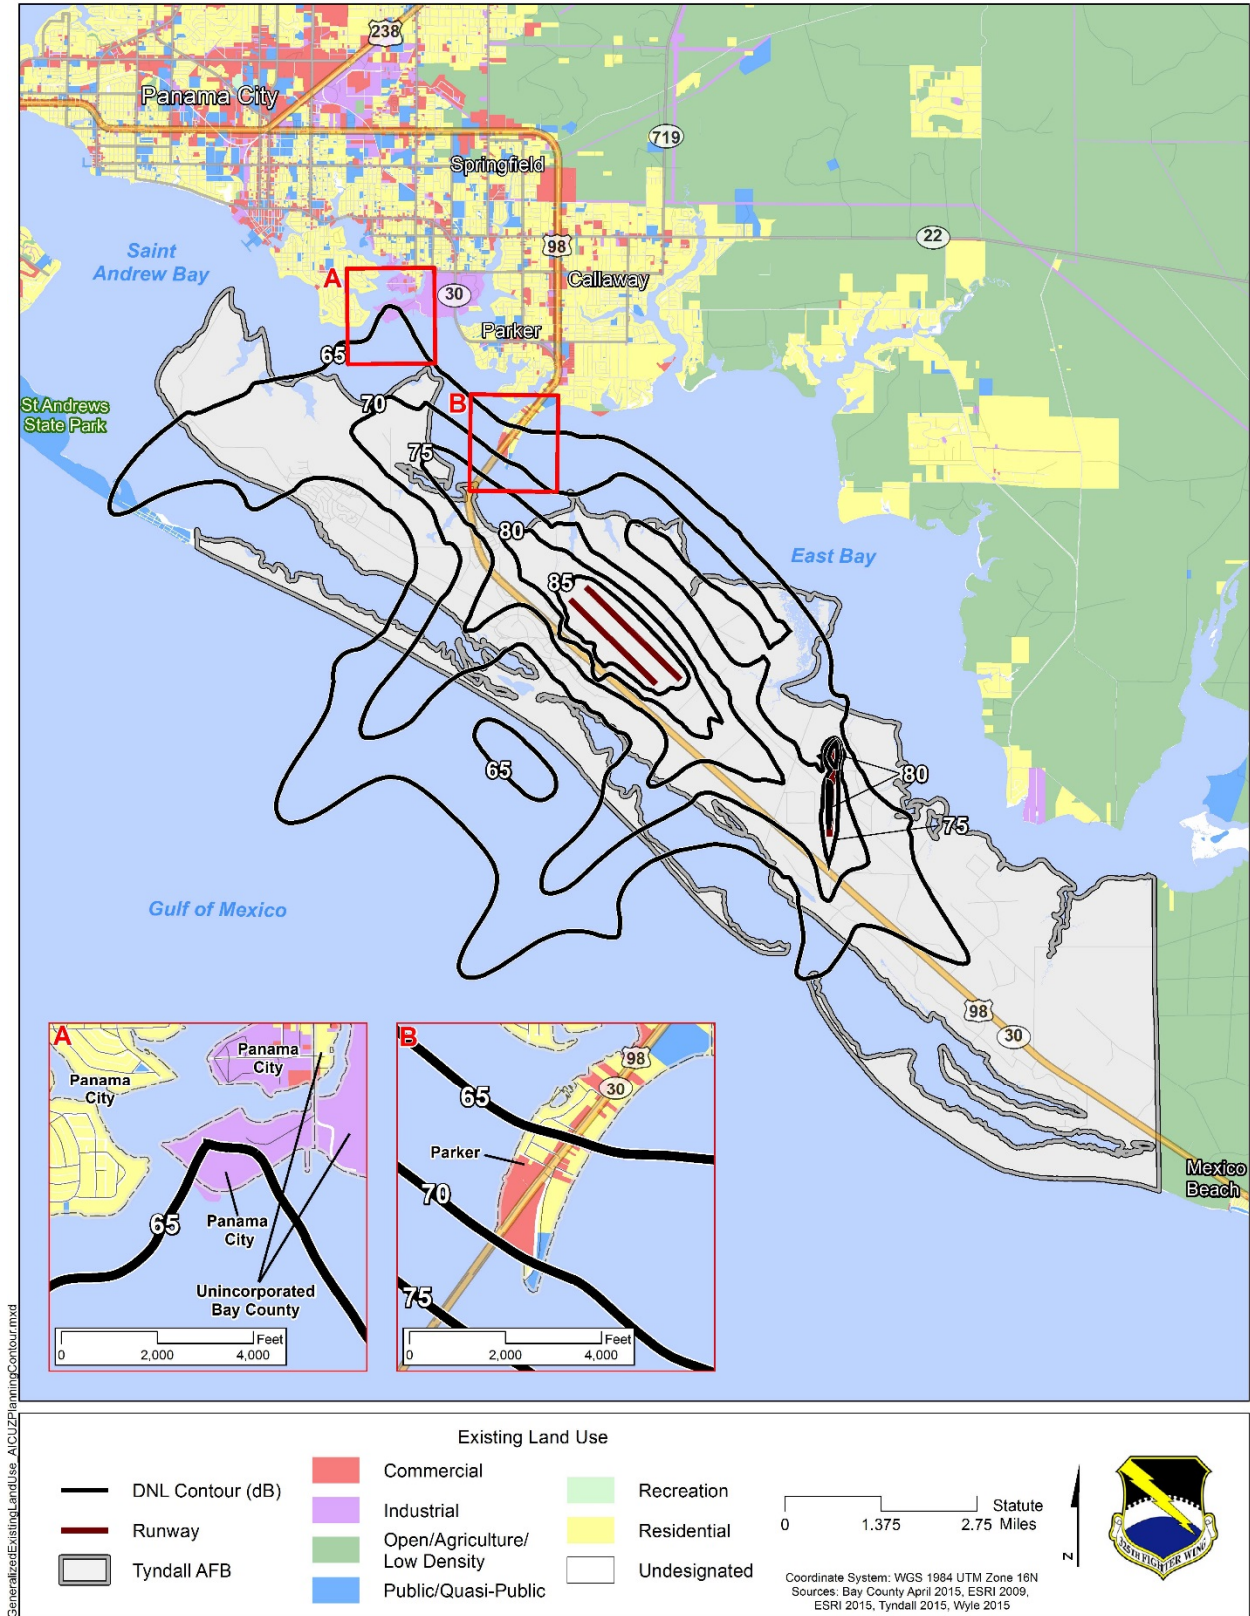 238
Panama City
719
Springfield
98
22
Saint
Andrew Bay
A
Callaway
30
Parker
65
B
St Andrews
State Park
70
75
80
East Bay
85
65
80
75
Gulf of Mexico
98
30
Mexico
Beach
A
Panama
City
Panama
City
65
Panama
City
Unincorporated
Bay County
Feet
0 2,000 4,000
B
98
30
65
Parker
70
75
Feet
0 2,000 4,000
GeneralizedExistingLandUse_AICUZPlanningContour.mxd
Existing Land Use
DNL Contour (dB)
Runway
Tyndall AFB
Commercial
Industrial
Open/Agriculture/
Low Density
Public/Quasi-Public
Recreation
Residential
Undesignated
0 1.375 2.75
Statute
Miles
N
Coordinate System: WGS 1984 UTM Zone 16N
Sources: Bay County April 2015, ESRI 2009,
ESRI 2015, Tyndall 2015, Wyle 2015
325TH FIGHTER WING